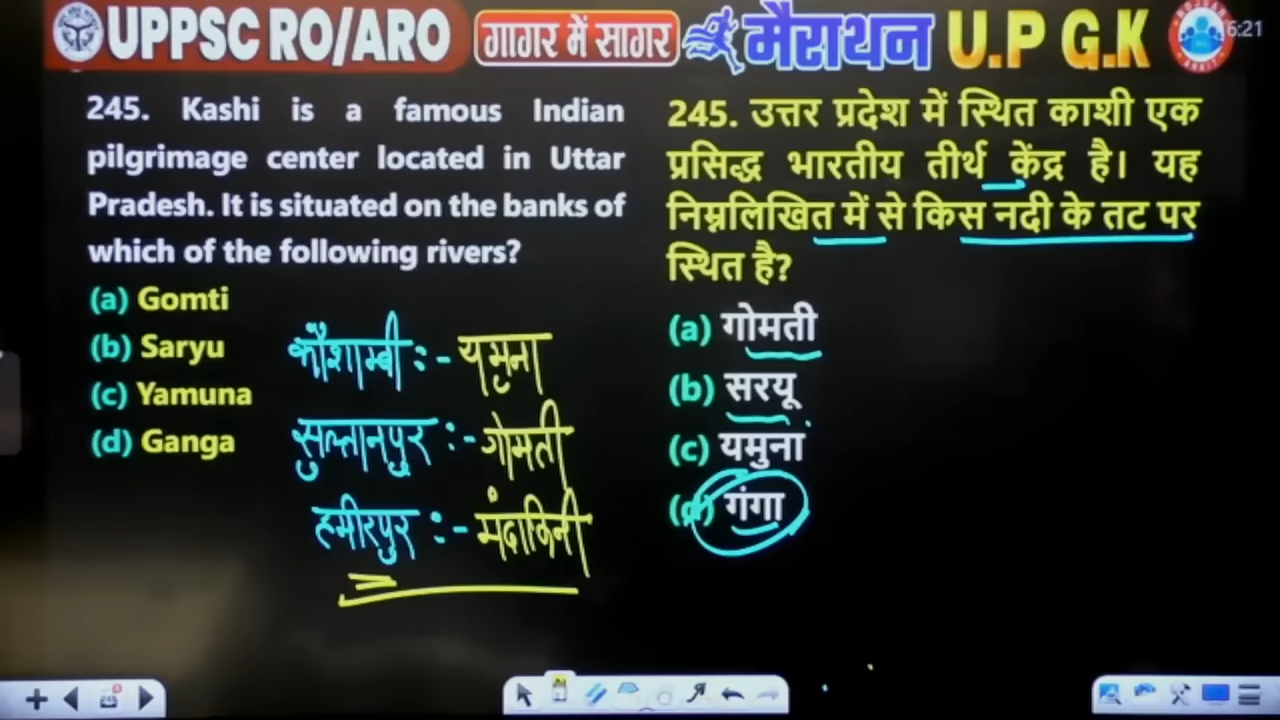 UPPSC RO/ARO गागर में सागर मैराथन U.P G.K
6:21
245. Kashi is a famous Indian
pilgrimage center located in Uttar
Pradesh. It is situated on the banks of
which of the following rivers?
(a) Gomti
(b) Saryu
(c) Yamuna
(d) Ganga
कौशाम्बी :- यमुना
सुल्तानपुर :- गोमती
हमीरपुर :- मंदाकिनी
245. उत्तर प्रदेश में स्थित काशी एक
प्रसिद्ध भारतीय तीर्थ केंद्र है। यह
निम्नलिखित में से किस नदी के तट पर
स्थित है?
(a) गोमती
(b) सरयू
(c) यमुना
(d) गंगा